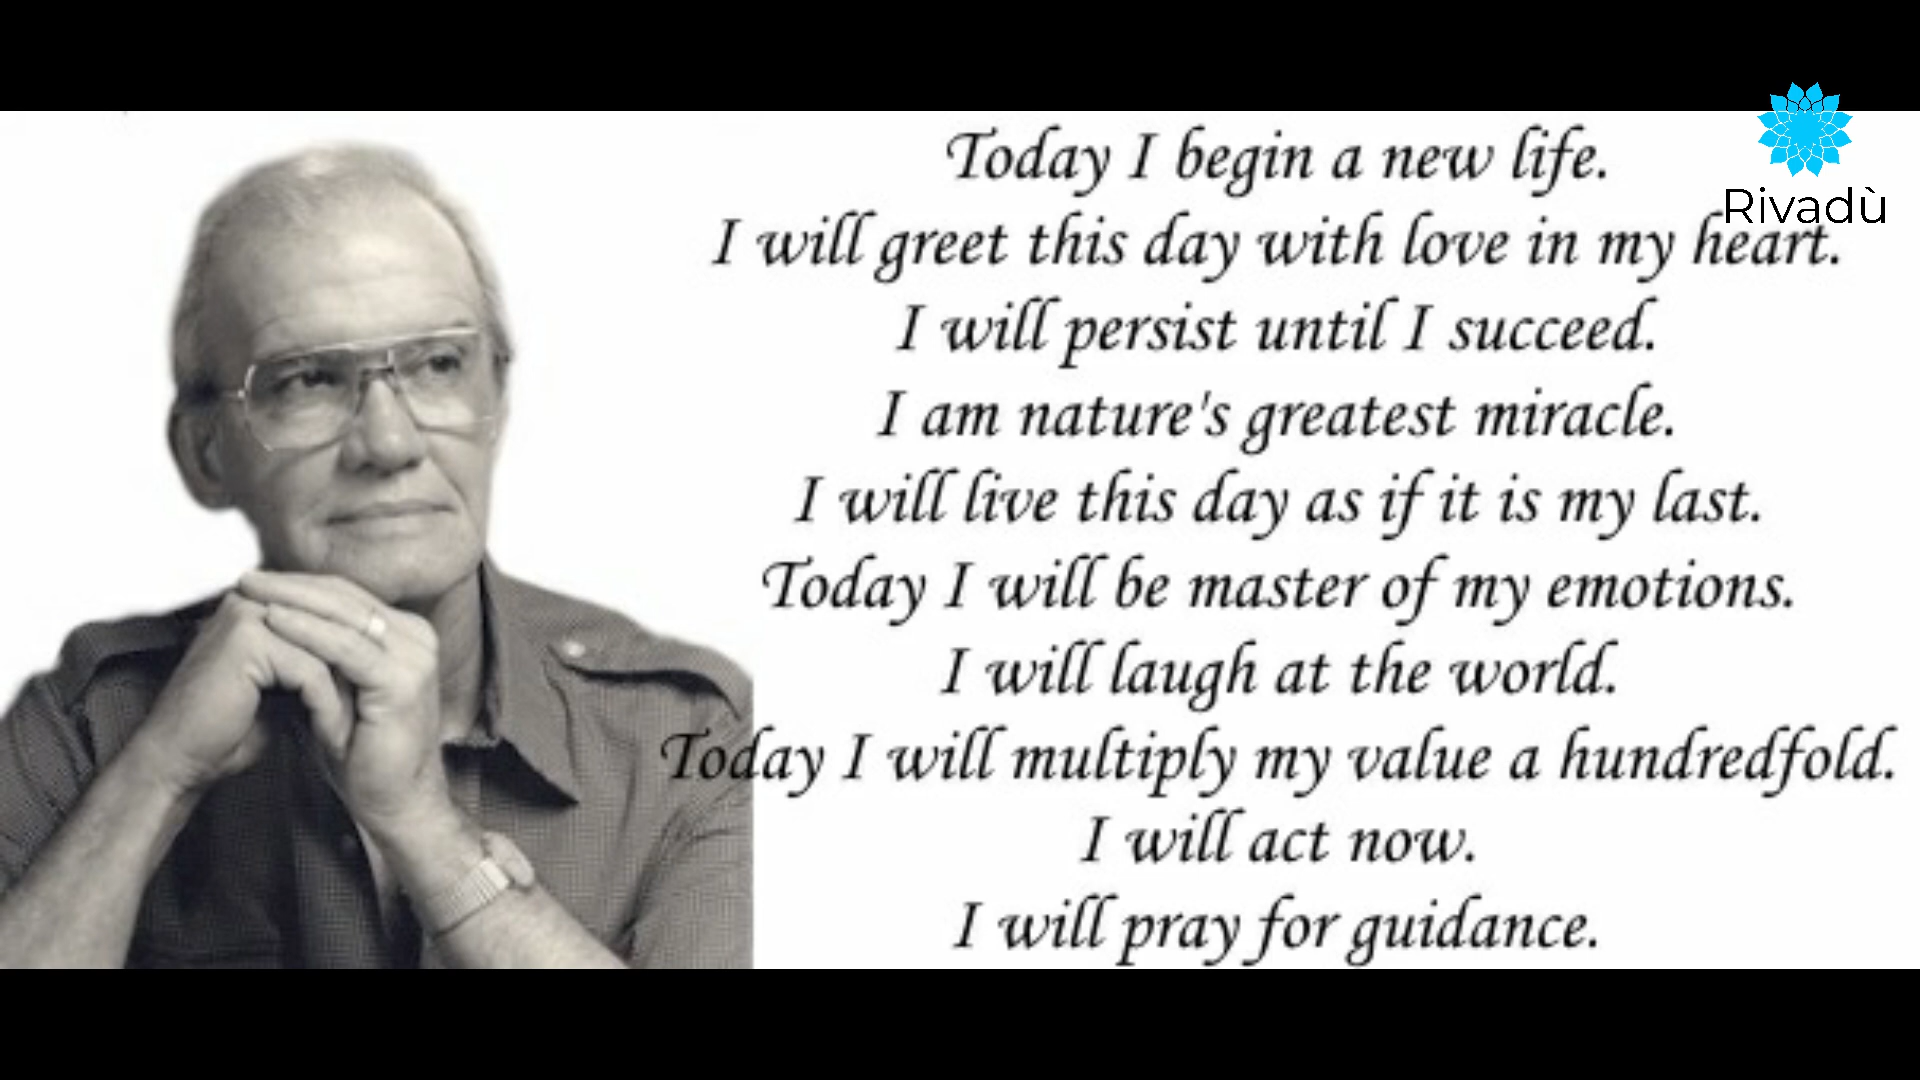 Rivadù
Today I begin a new life.
I will greet this day with love in my heart.
I will persist until I succeed.
I am nature's greatest miracle.
I will live this day as if it is my last.
Today I will be master of my emotions.
I will laugh at the world.
Today I will multiply my value a hundredfold.
I will act now.
I will pray for guidance.